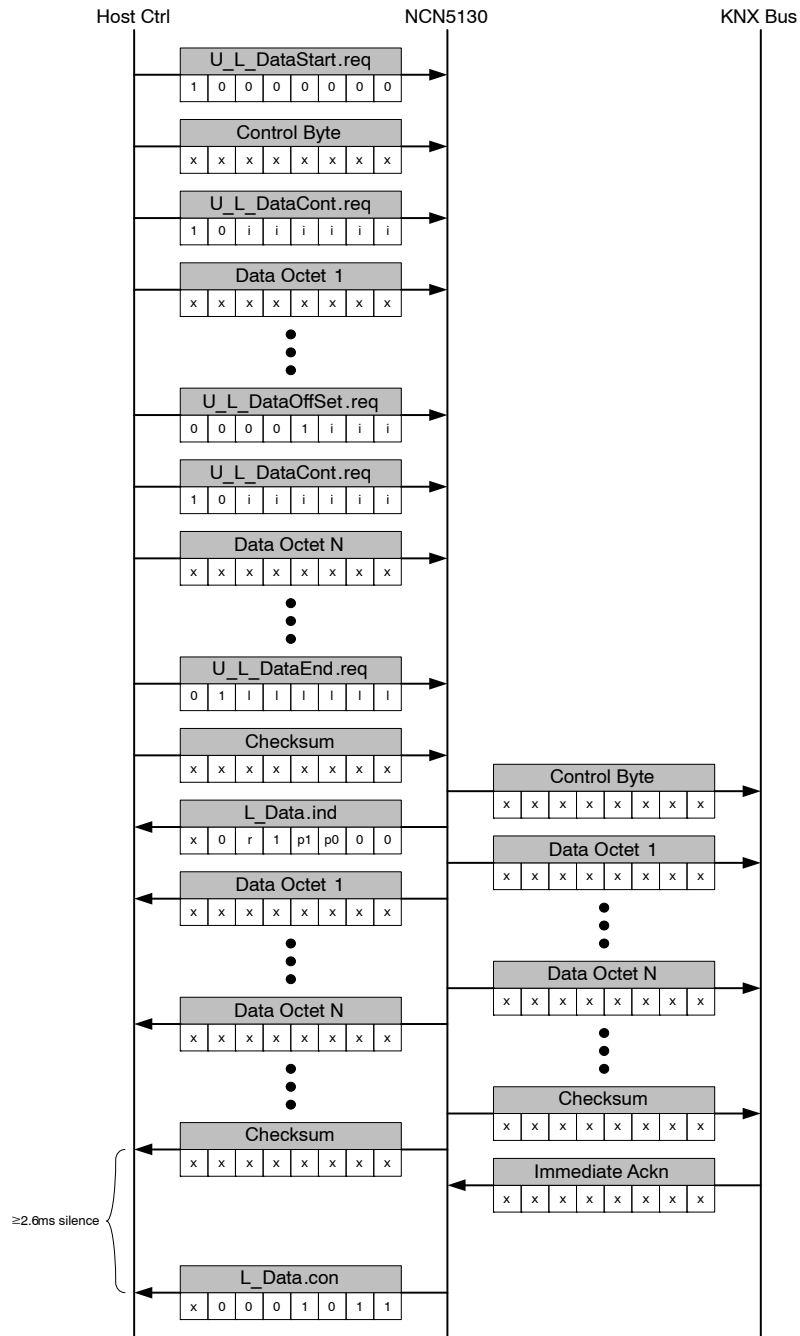 Host Ctrl NCN5130 KNX Bus
U_L_DataStart.req
1 0 0 0 0 0 0 0
Control Byte
x x x x x x x x
U_L_DataCont.req
1 0 i i i i i i
Data Octet 1
x x x x x x x x
U_L_DataOffSet.req
0 0 0 0 1 i i i
U_L_DataCont.req
1 0 i i i i i i
Data Octet N
x x x x x x x x
U_L_DataEnd.req
0 1 l l l l l l
Checksum
x x x x x x x x
Control Byte
x x x x x x x x
L_Data.ind
x 0 r 1 p1 p0 0 0
Data Octet 1
x x x x x x x x
Data Octet 1
x x x x x x x x
Data Octet N
x x x x x x x x
Data Octet N
x x x x x x x x
Checksum
x x x x x x x x
Checksum
x x x x x x x x
Immediate Ackn
x x x x x x x x
≥2.6ms silence
L_Data.con
x 0 0 0 1 0 1 1